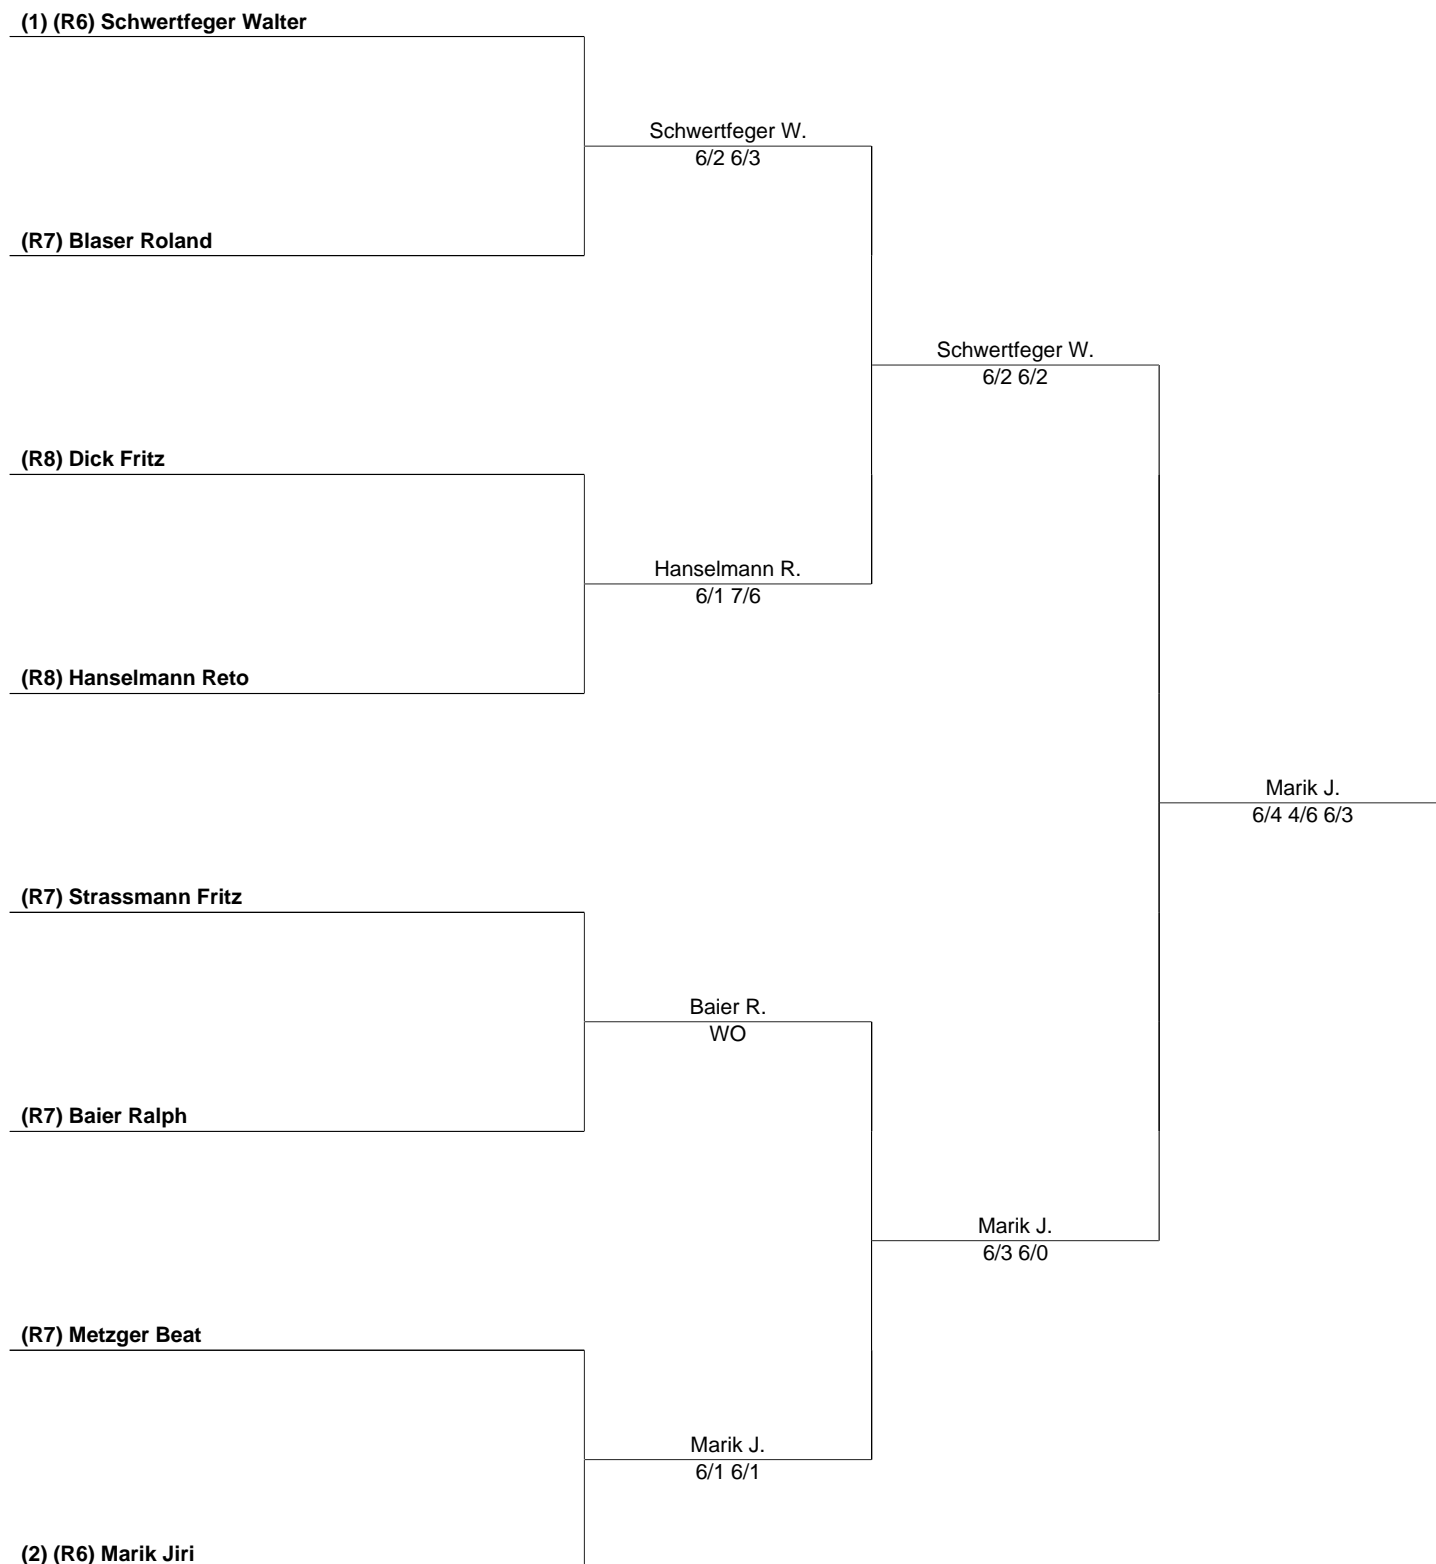 (1) (R6) Schwertfeger Walter
Schwertfeger W.
6/2 6/3
(R7) Blaser Roland
Schwertfeger W.
6/2 6/2
(R8) Dick Fritz
Hanselmann R.
6/1 7/6
(R8) Hanselmann Reto
Marik J.
6/4 4/6 6/3
(R7) Strassmann Fritz
Baier R.
WO
(R7) Baier Ralph
Marik J.
6/3 6/0
(R7) Metzger Beat
Marik J.
6/1 6/1
(2) (R6) Marik Jiri